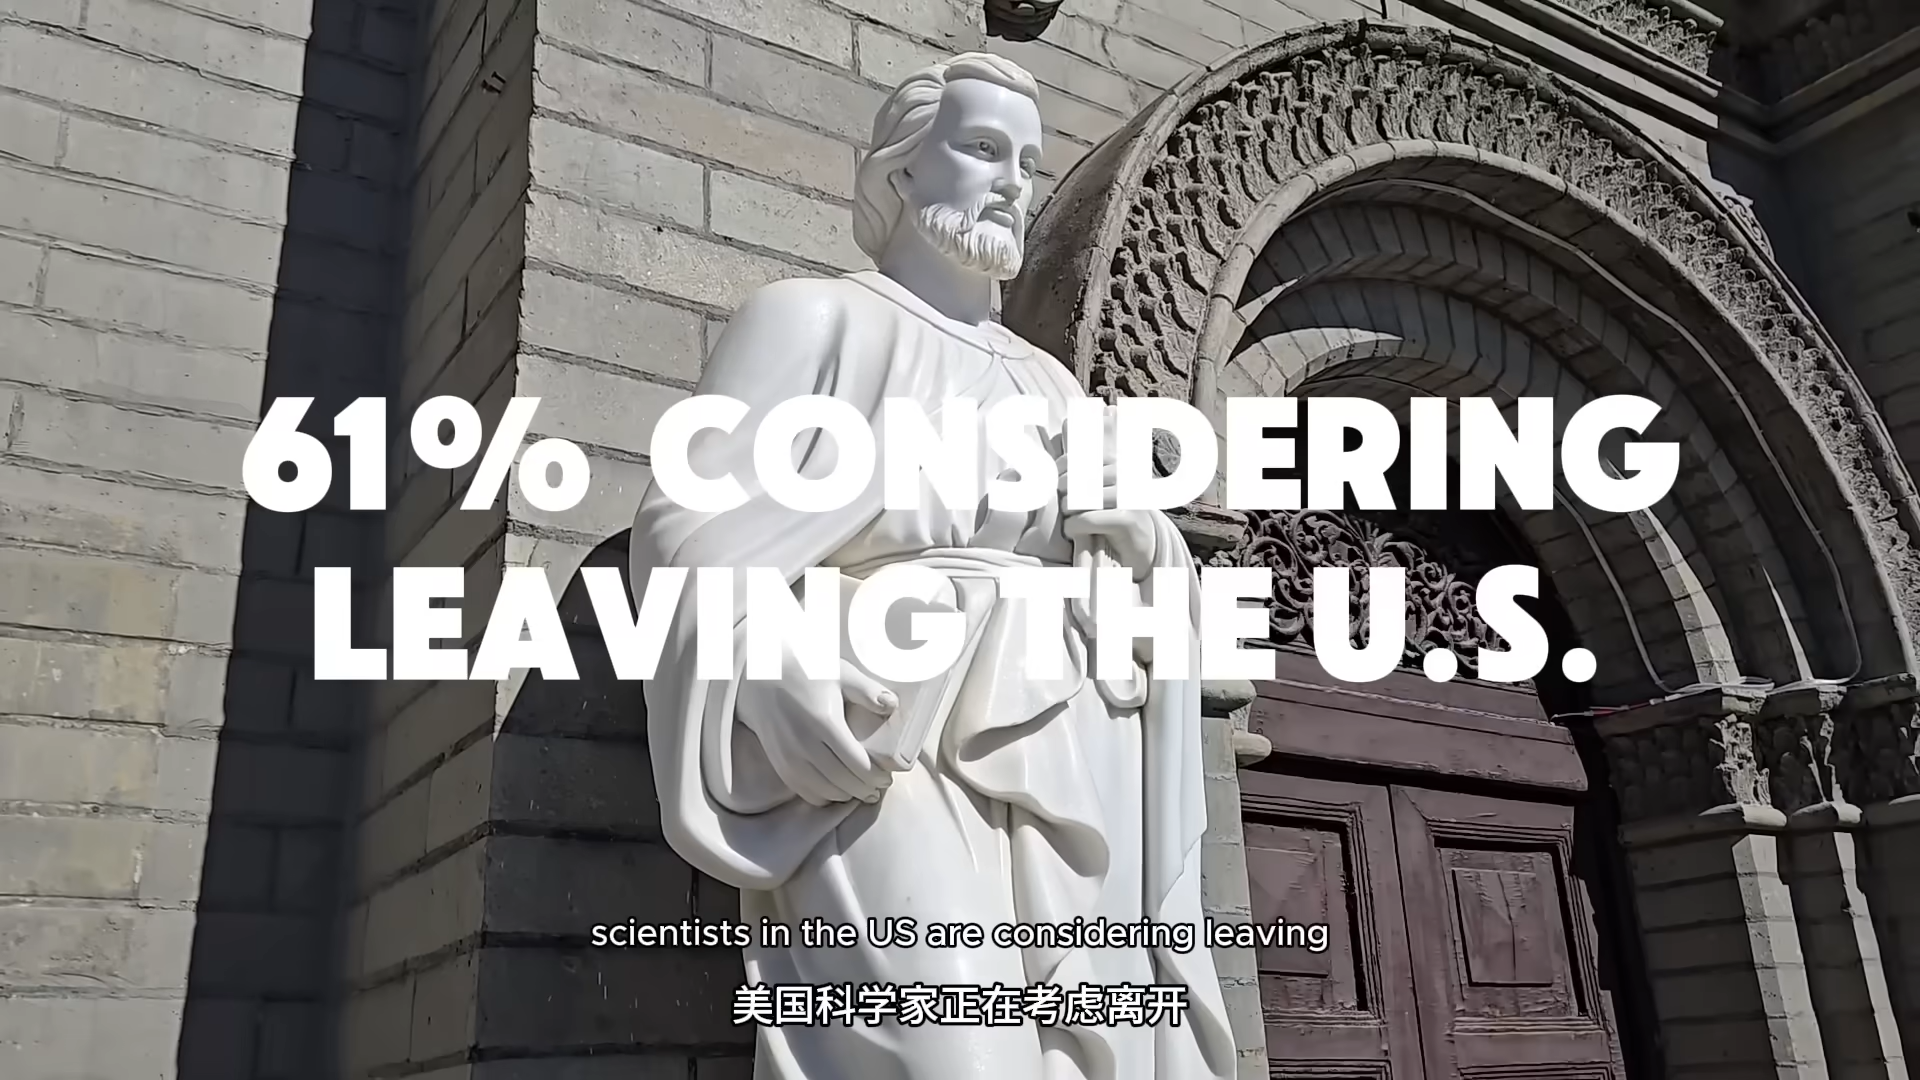 61% CONSIDERING
LEAVING THE U.S.
scientists in the US are considering leaving
美国科学家正在考虑离开